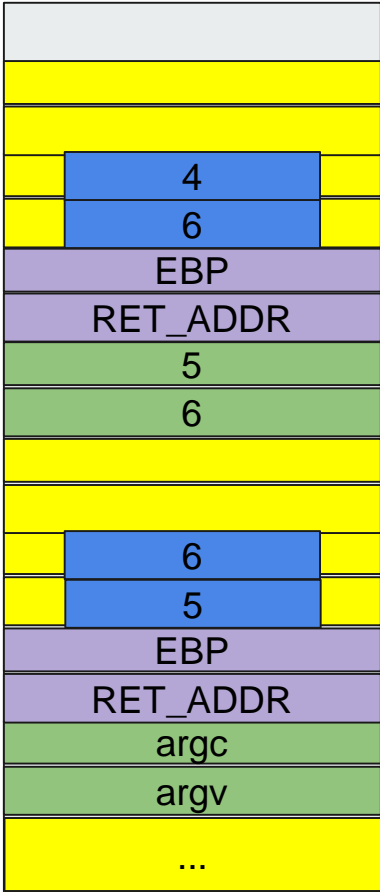 4
6
EBP
RET_ADDR
5
6
6
5
EBP
RET_ADDR
argc
argv
...